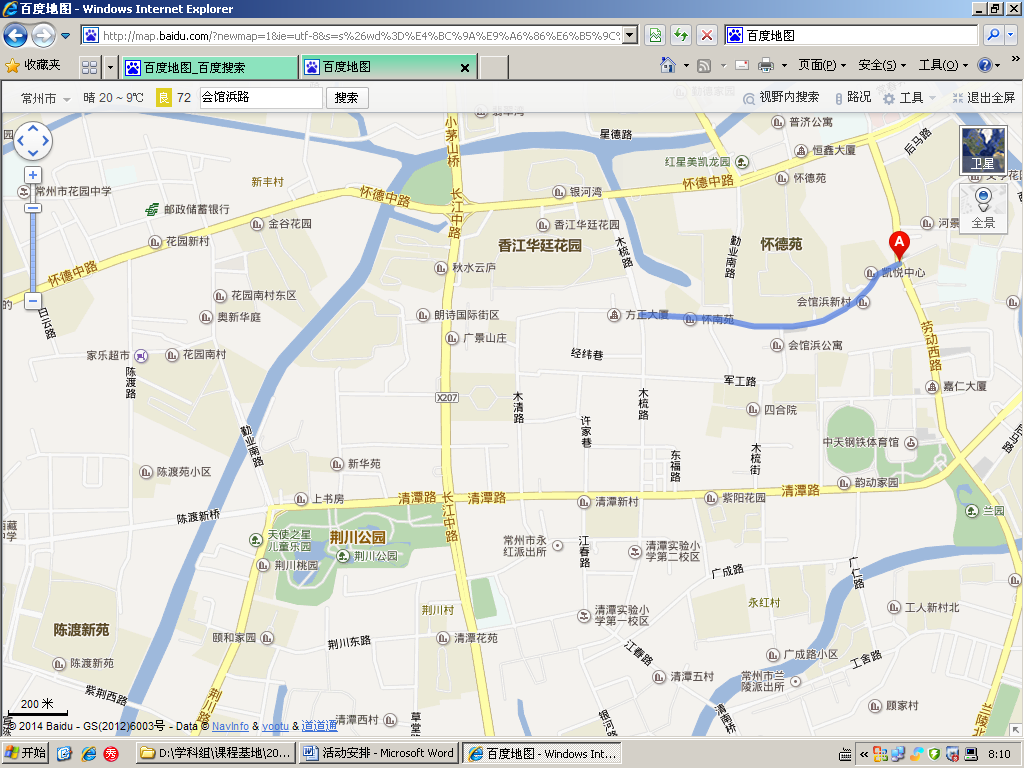 百度地图 - Windows Internet Explorer
http://map.baidu.com/?newmap=1&ie=utf-8&s=s%26wd%3D%E4%BC%9A%E9%A6%86%E6%B5%9C%
百度地图
收藏夹
百度地图_百度搜索
百度地图
页面(P)
安全(S)
工具(O)
常州市
晴 20 ~ 9℃
良 72
会馆浜路
搜索
视野内搜索
路况
工具
退出全屏
小茅山桥
星德路
普济公寓
后马路
恒鑫大厦
红星美凯龙
卫星
新丰村
怀德中路
怀德中路
怀德苑
常州市花园中学
银河湾
长江中路
邮政储蓄银行
金谷花园
香江华廷花园
香江华廷花园
全景
花园新村
木梳路
勤业南路
怀德苑
A
怀德中路
秋水云庐
凯悦中心
花园南村东区
会馆浜新村
白云路
奥新华庭
朗诗国际街区
方正大厦
怀南苑
广景山庄
会馆浜公寓
劳动西路
家乐超市
花园南村
经纬巷
陈渡路
军工路
嘉仁大厦
X207
木清路
木梳路
四合院
许家巷
勤业南路
中天钢铁体育馆
木梳街
陈渡苑小区
新华苑
东福路
韵动家园
上书房
清潭路
长江中路
清潭路
清潭新村
紫阳花园
清潭路
陈渡新桥
兰园
天使之星儿童乐园
荆川公园
荆川公园
常州市永红派出所
江春路
清潭实验小学第二校区
荆川桃园
广成路
广仁路
荆川村
清潭实验小学第一校区
永红村
工人新村北
陈渡新苑
颐和家园
荆川东路
清潭花苑
江春路
广成路小区
工舍路
陈渡新苑
清潭五村
常州市兰陵派出所
紫荆西路
荆川路
200 米
清潭西村
草堂
银河路
清南桥
顾家村
兰陵
© 2014 Baidu - GS(2012)6003号 - Data © NavInfo & yootu & 道道通
开始
D:\学科组\课程基地\20...
活动安排 - Microsoft Word
百度地图 - Windows Int...
8:10